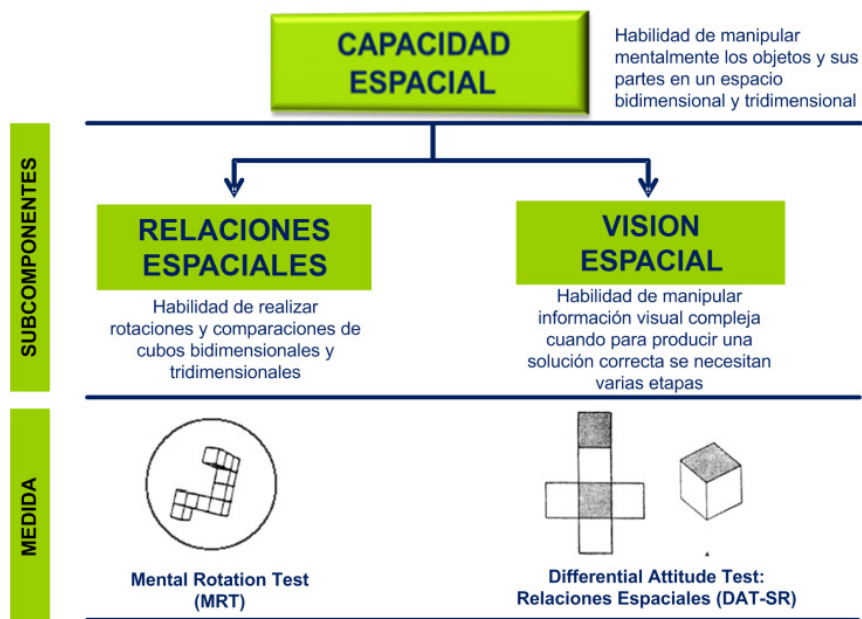 CAPACIDAD
ESPACIAL
Habilidad de manipular
mentalmente los objetos y sus
partes en un espacio
bidimensional y tridimensional
SUBCOMPONENTES
RELACIONES
ESPACIALES
Habilidad de realizar
rotaciones y comparaciones de
cubos bidimensionales y
tridimensionales
VISION
ESPACIAL
Habilidad de manipular
información visual compleja
cuando para producir una
solución correcta se necesitan
varias etapas
MEDIDA
Mental Rotation Test
(MRT)
Differential Attitude Test:
Relaciones Espaciales (DAT-SR)